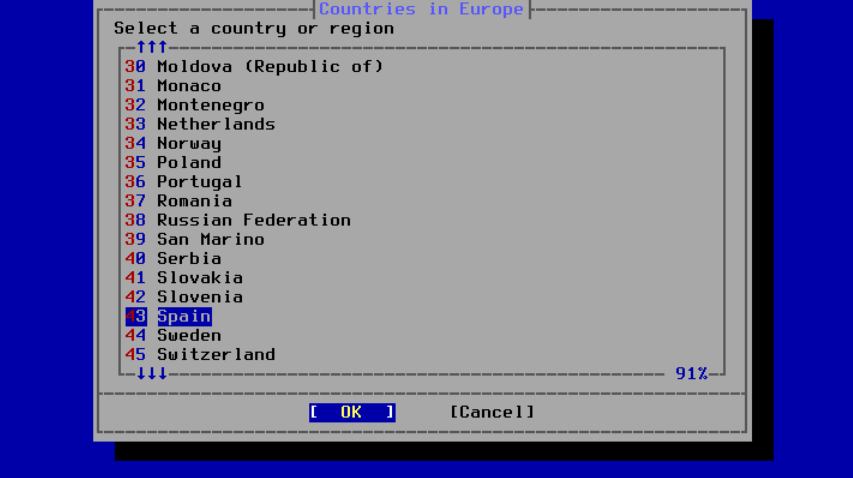 Countries in Europe
Select a country or region
↑↑↑
30 Moldova (Republic of)
31 Monaco
32 Montenegro
33 Netherlands
34 Norway
35 Poland
36 Portugal
37 Romania
38 Russian Federation
39 San Marino
40 Serbia
41 Slovakia
42 Slovenia
43 Spain
44 Sweden
45 Switzerland
↓↓↓ 91%
[ OK ] [Cancel]